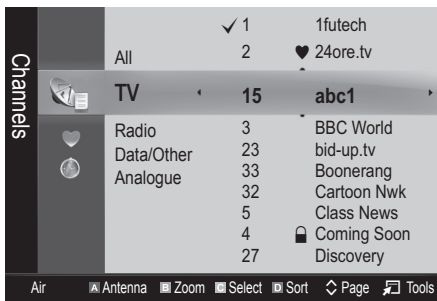 Channels
1 1futech
All 2 24ore.tv
TV 15 abc1
Radio 3 BBC World
Data/Other 23 bid-up.tv
Analogue 33 Boonerang
32 Cartoon Nwk
5 Class News
4 Coming Soon
27 Discovery
Air A Antenna B Zoom C Select D Sort Page Tools